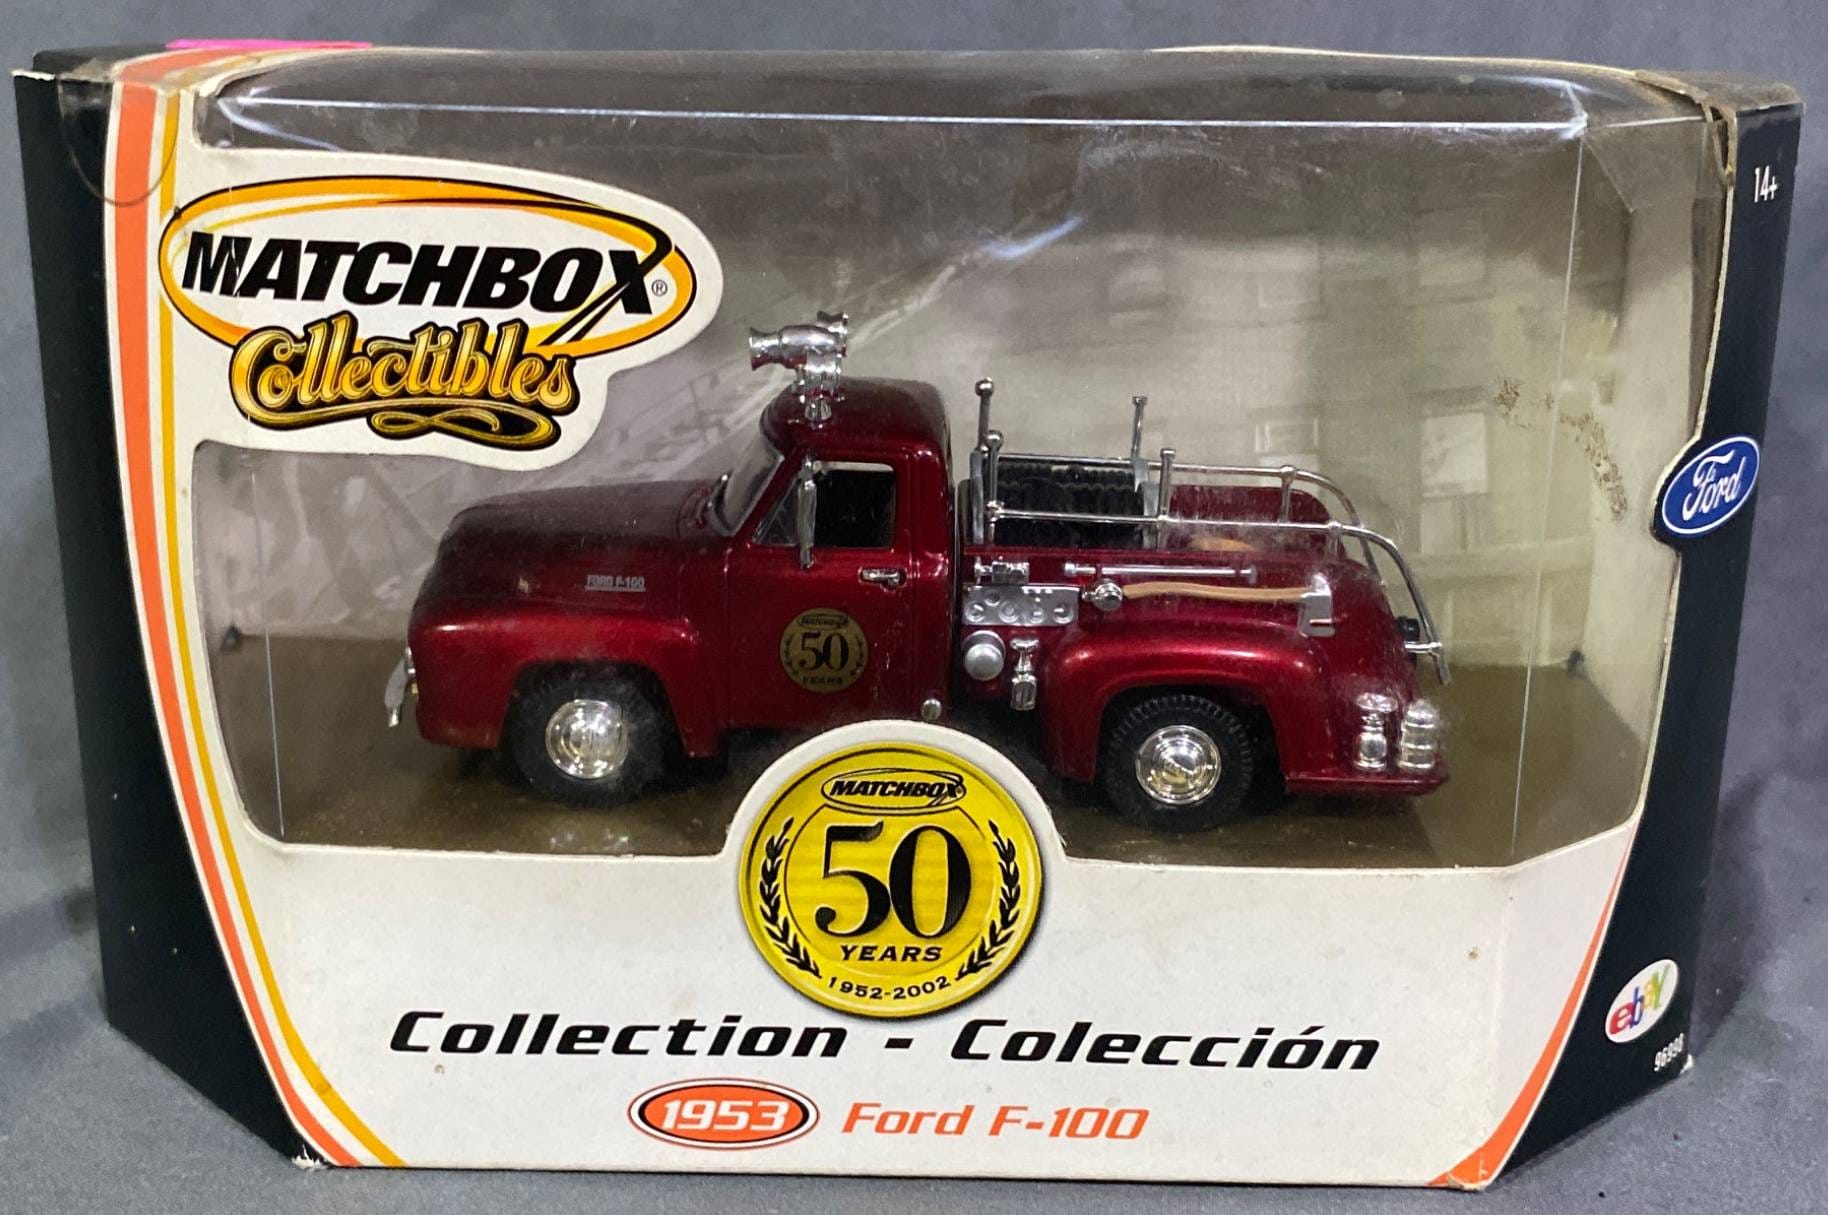 14+
MATCHBOX®
Collectibles
Ford
FORD F-100
MATCHBOX
50
YEARS
MATCHBOX
50
YEARS
1952-2002
Collection - Colección
ebay
1953 Ford F-100